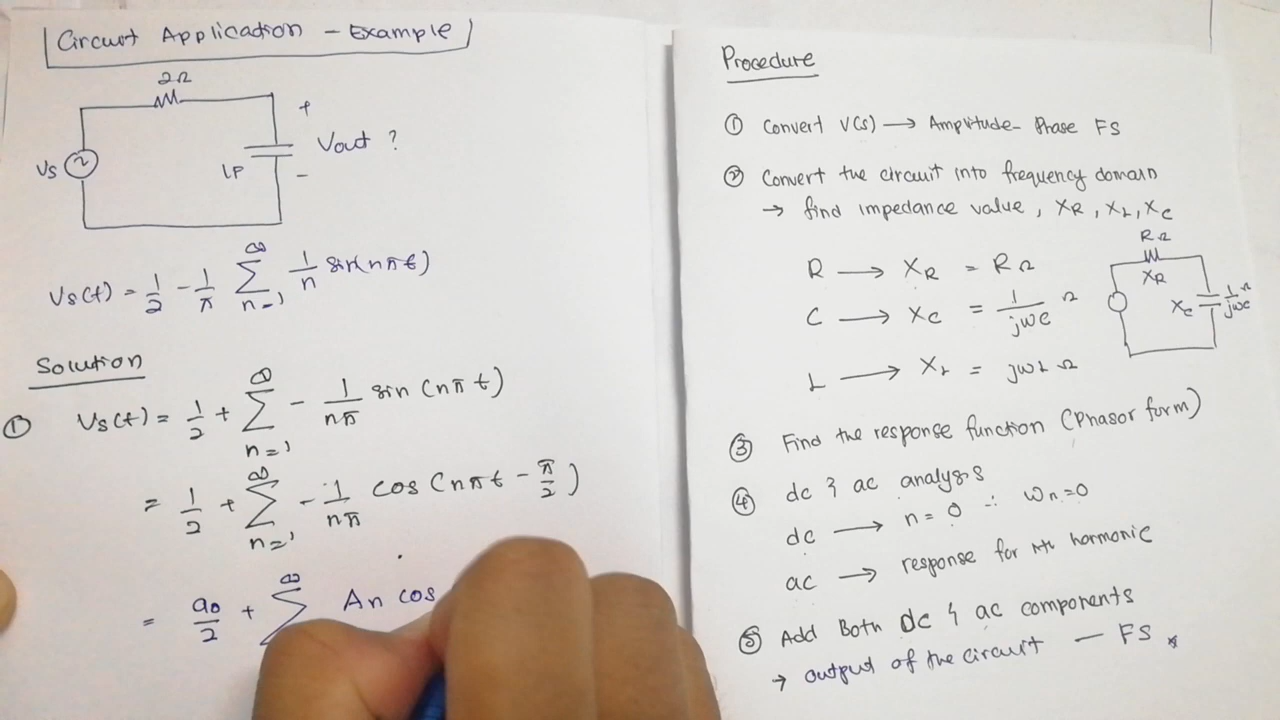 Circuit Application - Example
2Ω
+
Vs
1F
Vout ?
-
Vs(t) = 1/2 - 1/π ∞ ∑ n=1 1/n sin(nπt)
Solution
① Vs(t) = 1/2 + ∞ ∑ n=1 - 1/nπ sin (nπt)
= 1/2 + ∞ ∑ n=1 - 1/nπ cos (nπt - π/2)
= a0/2 + ∞ ∑ An cos
Procedure
① Convert V(s) → Amplitude - Phase FS
② Convert the circuit into frequency domain
→ find impedance value, XR, XL, XC
R → XR = R Ω
C → XC = 1/jωC Ω
L → XL = jωL Ω
RΩ
XR
XC 1/jωC Ω
③ Find the response function (Phasor form)
④ dc & ac analysis
dc → n = 0 ∴ ωn = 0
ac → response for nth harmonic
⑤ Add Both dc & ac components
→ output of the circuit — FS *